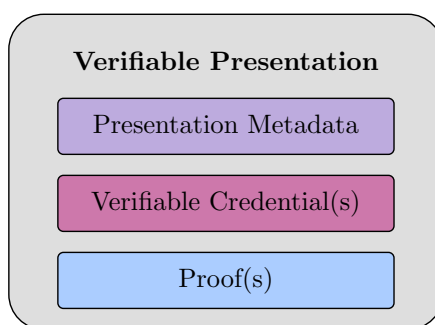 Verifiable Presentation
Presentation Metadata
Verifiable Credential(s)
Proof(s)